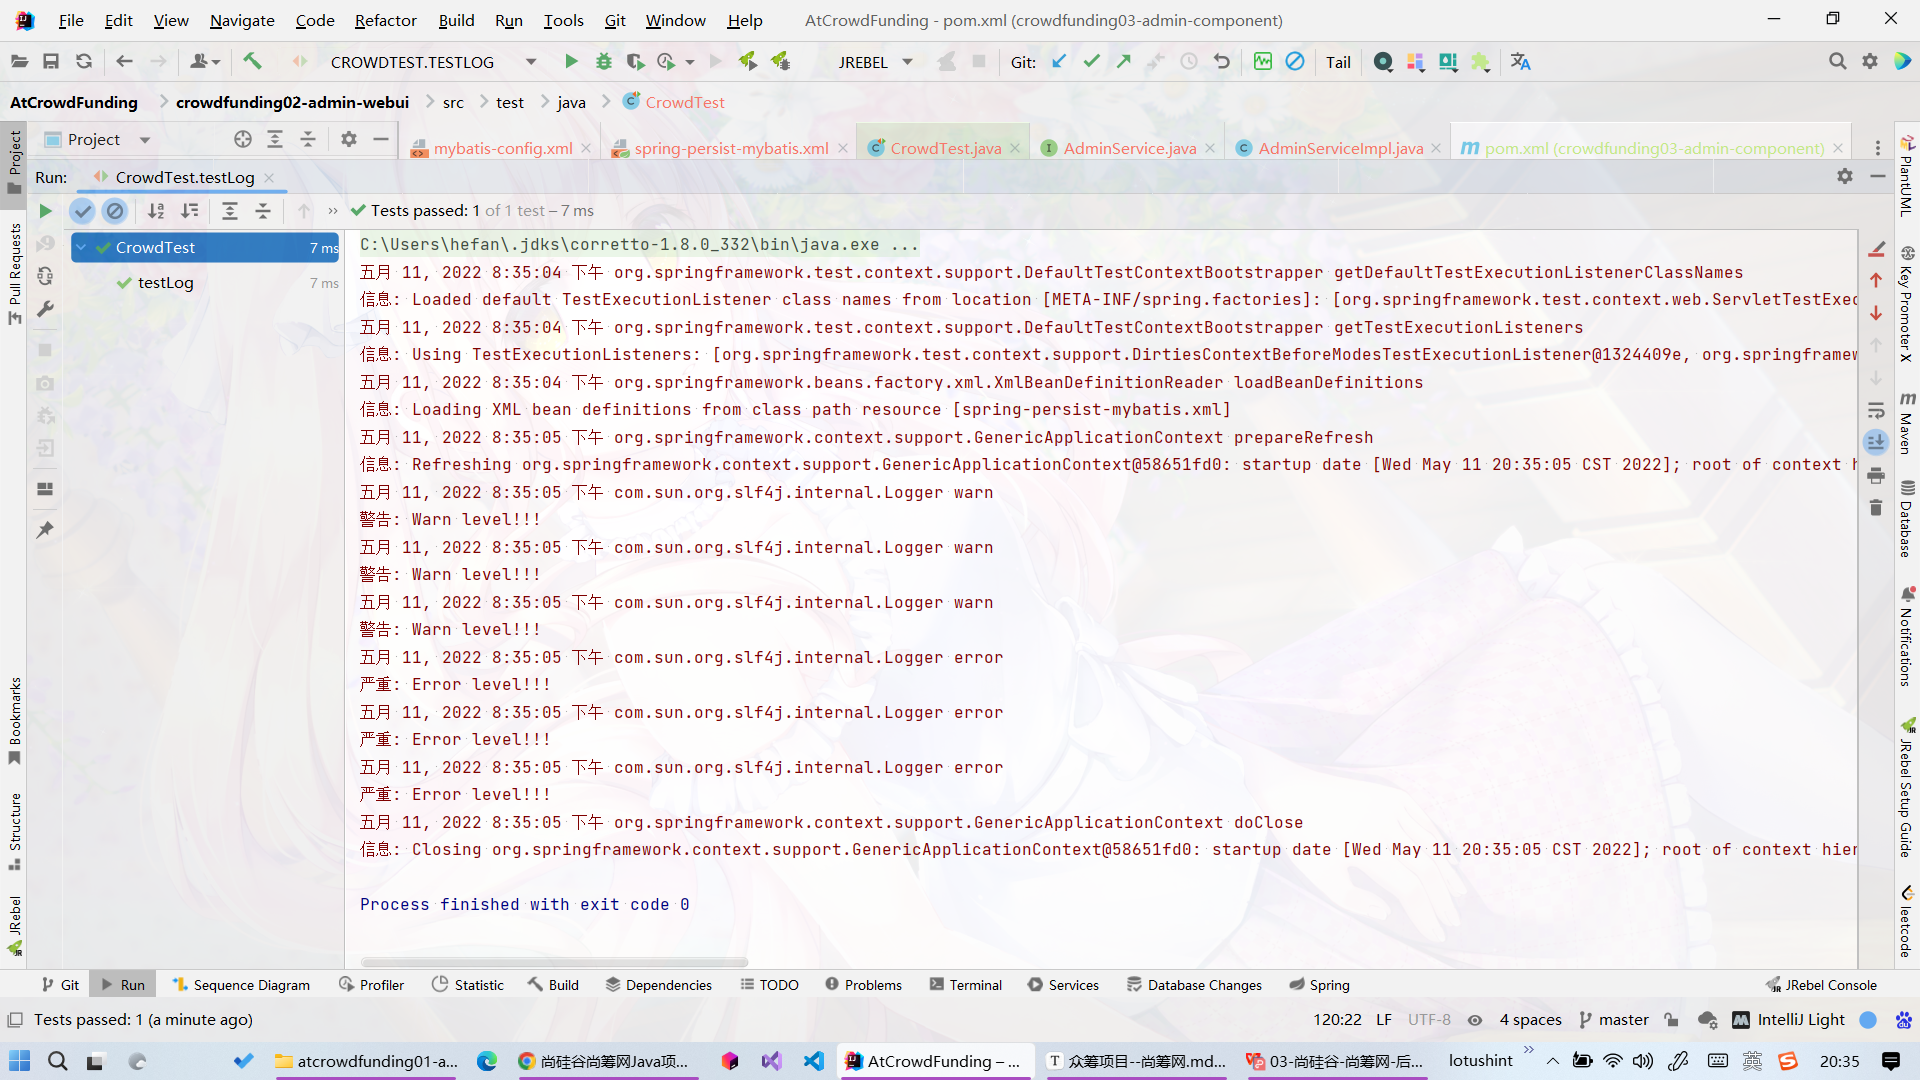 File Edit View Navigate Code Refactor Build Run Tools Git Window Help AtCrowdFunding - pom.xml (crowdfunding03-admin-component)
CROWDTEST.TESTLOG JREBEL Git: Tail
AtCrowdFunding crowdfunding02-admin-webui src test java CrowdTest
Project mybatis-config.xml spring-persist-mybatis.xml CrowdTest.java AdminService.java AdminServiceImpl.java pom.xml (crowdfunding03-admin-component)
Run: CrowdTest.testLog
Tests passed: 1 of 1 test – 7 ms
CrowdTest 7 ms
testLog 7 ms
C:\Users\hefan\.jdks\corretto-1.8.0_332\bin\java.exe ...
五月 11, 2022 8:35:04 下午 org.springframework.test.context.support.DefaultTestContextBootstrapper getDefaultTestExecutionListenerClassNames
信息: Loaded default TestExecutionListener class names from location [META-INF/spring.factories]: [org.springframework.test.context.web.ServletTestExec
五月 11, 2022 8:35:04 下午 org.springframework.test.context.support.DefaultTestContextBootstrapper getTestExecutionListeners
信息: Using TestExecutionListeners: [org.springframework.test.context.support.DirtiesContextBeforeModesTestExecutionListener@1324409e, org.springframew
五月 11, 2022 8:35:04 下午 org.springframework.beans.factory.xml.XmlBeanDefinitionReader loadBeanDefinitions
信息: Loading XML bean definitions from class path resource [spring-persist-mybatis.xml]
五月 11, 2022 8:35:05 下午 org.springframework.context.support.GenericApplicationContext prepareRefresh
信息: Refreshing org.springframework.context.support.GenericApplicationContext@58651fd0: startup date [Wed May 11 20:35:05 CST 2022]; root of context h
五月 11, 2022 8:35:05 下午 com.sun.org.slf4j.internal.Logger warn
警告: Warn level!!!
五月 11, 2022 8:35:05 下午 com.sun.org.slf4j.internal.Logger warn
警告: Warn level!!!
五月 11, 2022 8:35:05 下午 com.sun.org.slf4j.internal.Logger warn
警告: Warn level!!!
五月 11, 2022 8:35:05 下午 com.sun.org.slf4j.internal.Logger error
严重: Error level!!!
五月 11, 2022 8:35:05 下午 com.sun.org.slf4j.internal.Logger error
严重: Error level!!!
五月 11, 2022 8:35:05 下午 com.sun.org.slf4j.internal.Logger error
严重: Error level!!!
五月 11, 2022 8:35:05 下午 org.springframework.context.support.GenericApplicationContext doClose
信息: Closing org.springframework.context.support.GenericApplicationContext@58651fd0: startup date [Wed May 11 20:35:05 CST 2022]; root of context hier
Process finished with exit code 0
Project
Pull Requests
Bookmarks
Structure
JRebel
PlantUML
Key Promoter X
Maven
Database
Notifications
JRebel Setup Guide
leetcode
Git Run Sequence Diagram Profiler Statistic Build Dependencies TODO Problems Terminal Services Database Changes Spring JRebel Console
Tests passed: 1 (a minute ago) 120:22 LF UTF-8 4 spaces master IntelliJ Light
atcrowdfunding01-a... 尚硅谷尚筹网Java项... AtCrowdFunding – ... 众筹项目--尚筹网.md... 03-尚硅谷-尚筹网-后... lotushint 英 20:35